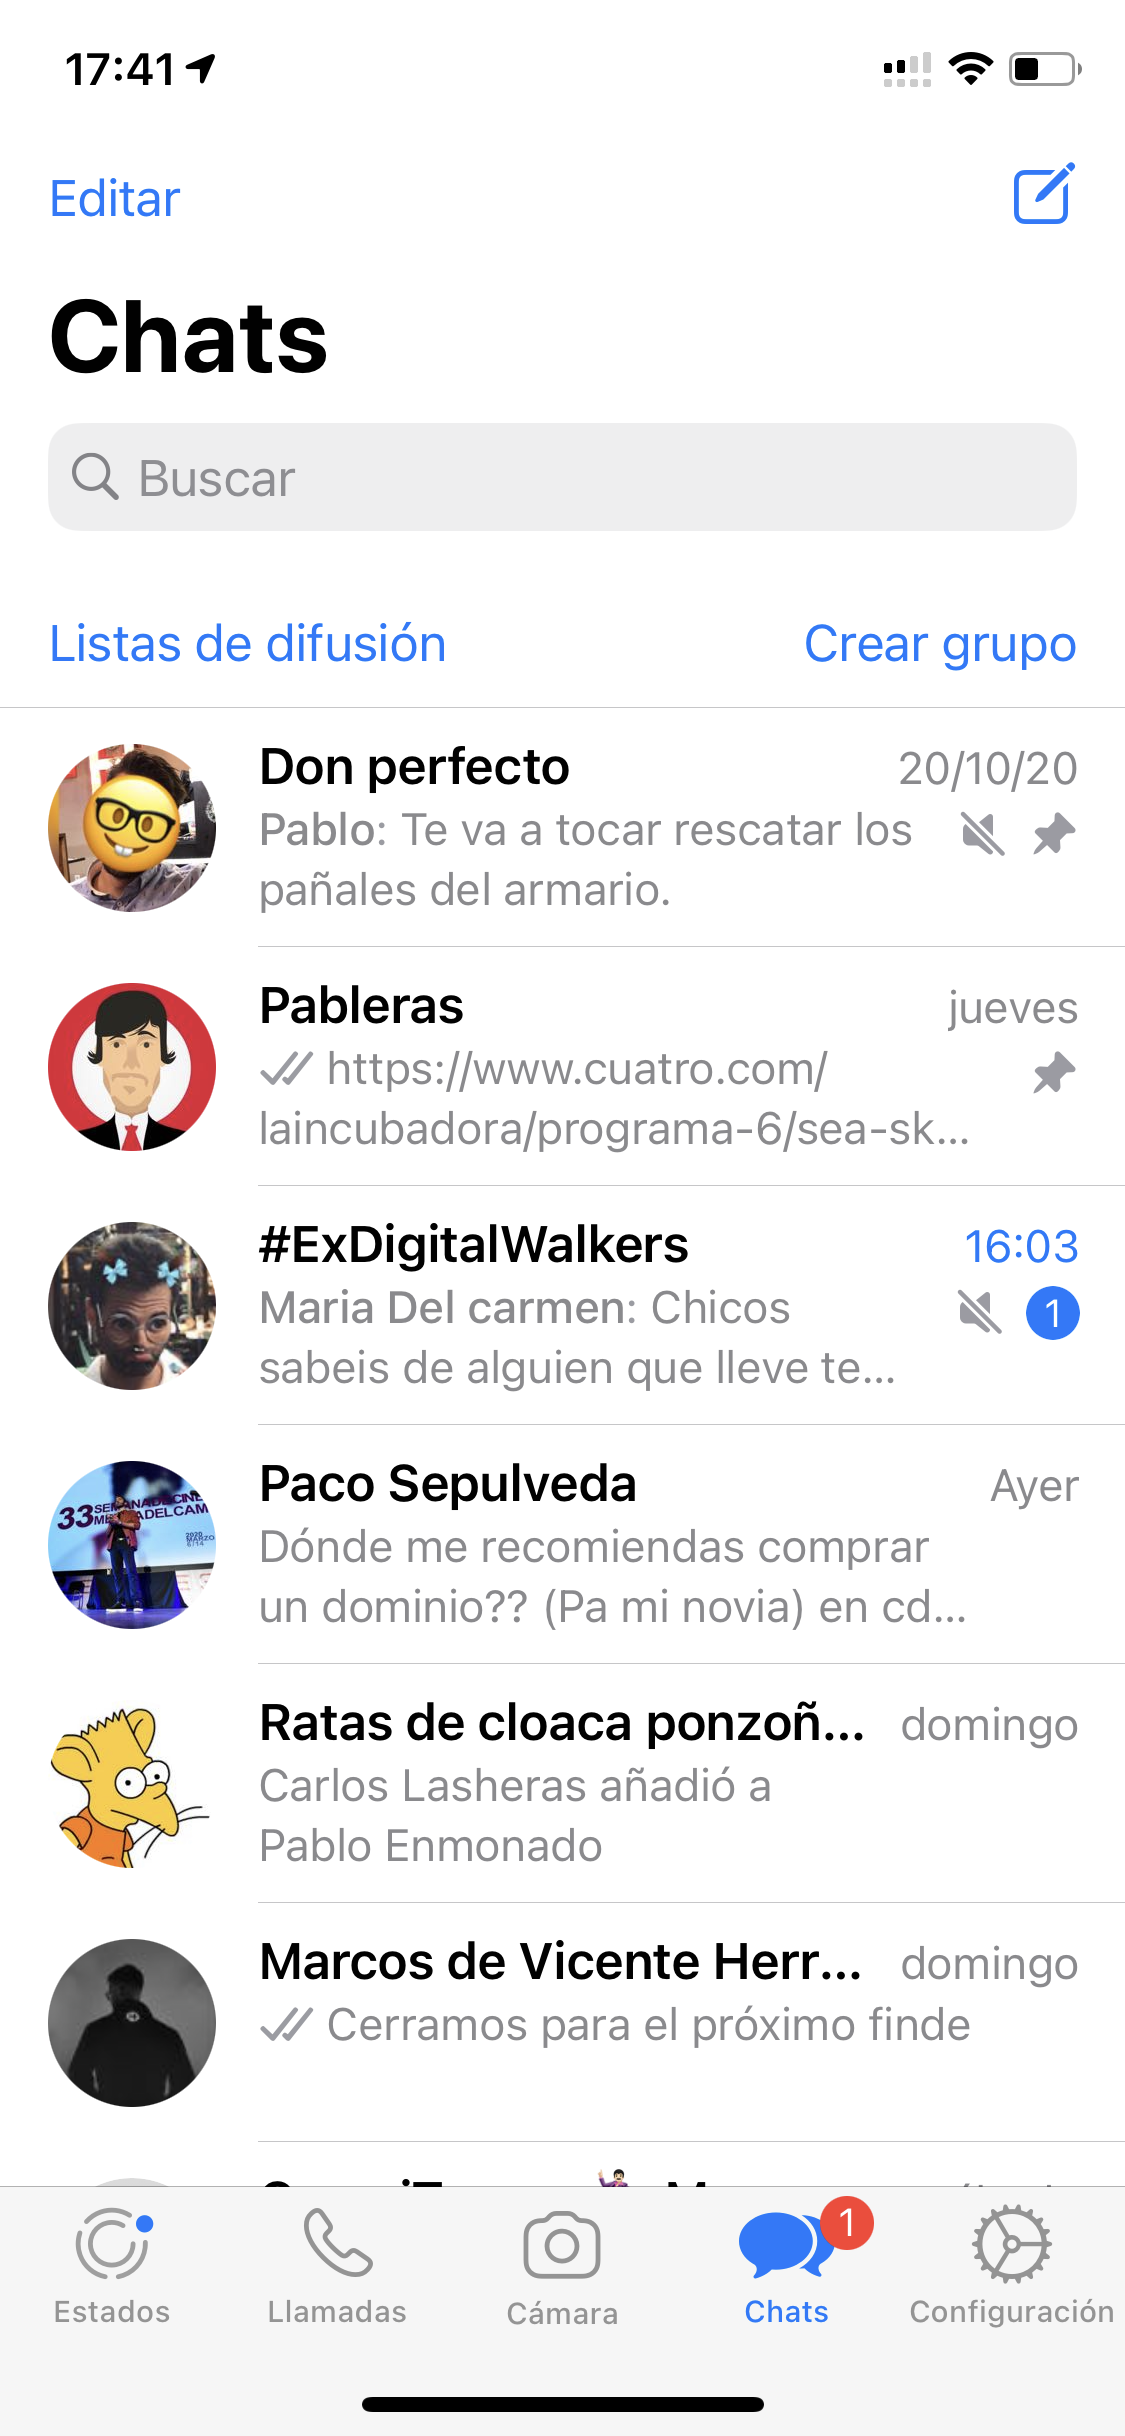 17:41
Editar
Chats
Buscar
Listas de difusión
Crear grupo
Don perfecto
20/10/20
Pablo: Te va a tocar rescatar los
pañales del armario.
Pableras
jueves
https://www.cuatro.com/
laincubadora/programa-6/sea-sk...
#ExDigitalWalkers
16:03
Maria Del carmen: Chicos
1
sabeis de alguien que lleve te...
33
Paco Sepulveda
Ayer
Dónde me recomiendas comprar
un dominio?? (Pa mi novia) en cd...
Ratas de cloaca ponzoñ...
domingo
Carlos Lasheras añadió a
Pablo Enmonado
Marcos de Vicente Herr...
domingo
Cerramos para el próximo finde
1
Estados
Llamadas
Cámara
Chats
Configuración